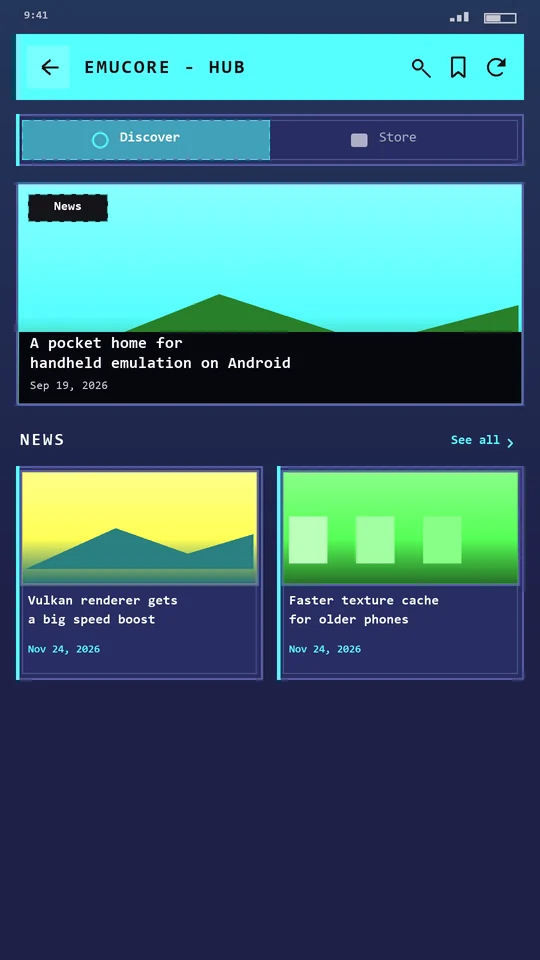 9:41
EMUCORE - HUB
Discover
Store
News
A pocket home for
handheld emulation on Android
Sep 19, 2026
NEWS
See all
Vulkan renderer gets
a big speed boost
Nov 24, 2026
Faster texture cache
for older phones
Nov 24, 2026